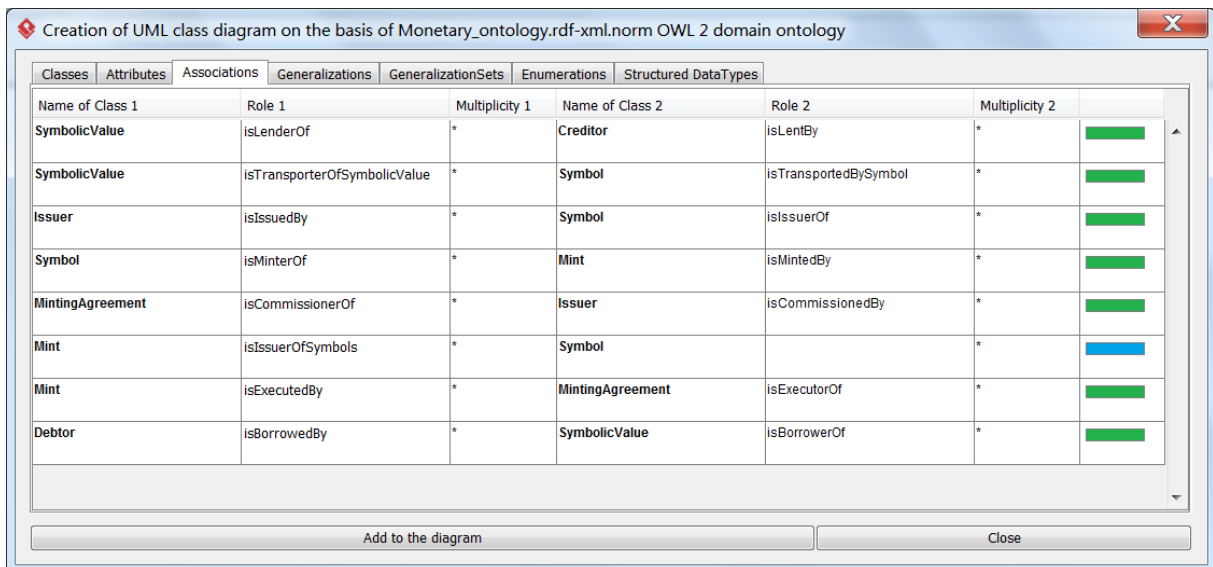 Creation of UML class diagram on the basis of Monetary_ontology.rdf-xml.norm OWL 2 domain ontology
X
Classes Attributes Associations Generalizations GeneralizationSets Enumerations Structured DataTypes
Name of Class 1 Role 1 Multiplicity 1 Name of Class 2 Role 2 Multiplicity 2
SymbolicValue isLenderOf * Creditor isLentBy *
SymbolicValue isTransporterOfSymbolicValue * Symbol isTransportedBySymbol *
Issuer isIssuedBy * Symbol isIssuerOf *
Symbol isMinterOf * Mint isMintedBy *
MintingAgreement isCommissionerOf * Issuer isCommissionedBy *
Mint isIssuerOfSymbols * Symbol *
Mint isExecutedBy * MintingAgreement isExecutorOf *
Debtor isBorrowedBy * SymbolicValue isBorrowerOf *
Add to the diagram Close